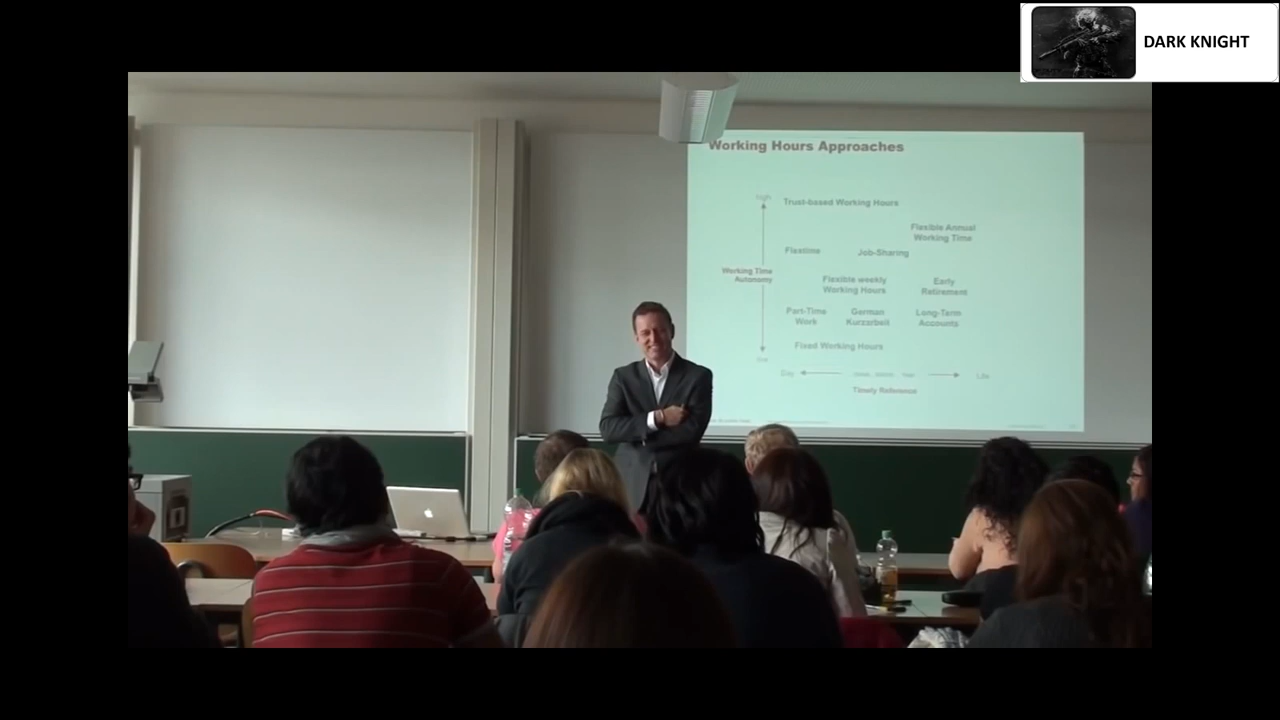 DARK KNIGHT
Working Hours Approaches
high
Trust-based Working Hours
Flexible Annual
Working Time
Flextime
Job-Sharing
Working Time
Autonomy
Flexible weekly
Working Hours
Early
Retirement
Part-Time
Work
German
Kurzarbeit
Long-Term
Accounts
Fixed Working Hours
low
Day
Life
Timely Reference